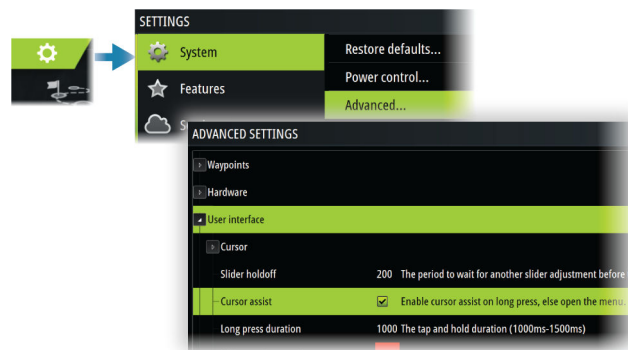 SETTINGS
System
Restore defaults...
Power control...
Features
Advanced...
ADVANCED SETTINGS
Waypoints
Hardware
User interface
Cursor
Slider holdoff 200 The period to wait for another slider adjustment before
Cursor assist Enable cursor assist on long press, else open the menu.
Long press duration 1000 The tap and hold duration (1000ms-1500ms)